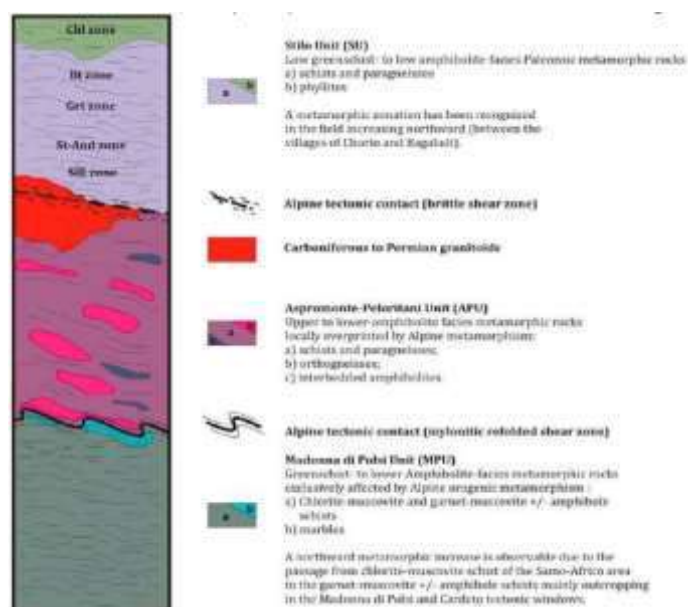 Chl zone
Bt zone
Grt zone
St-And zone
Sill zone
Stilo Unit (SU)
Low greenschist- to low amphibolite-facies Paleozoic metamorphic rocks
a) schists and paragneisses
b) phyllites
A metamorphic zonation has been recognized
in the field increasing northward (between the
villages of and
Alpine tectonic contact (brittle shear zone)
Carboniferous to Permian granitoids
Aspromonte-Peloritani Unit (APU)
Upper to lower-amphibolite facies metamorphic rocks
locally overprinted by Alpine metamorphism:
a) schists and paragneisses;
b) orthogneisses;
c) interbedded amphibolites.
Alpine tectonic contact (mylonitic refolded shear zone)
Madonna di Polsi Unit (MPU)
Greenschist- to lower Amphibolite-facies metamorphic rocks
exclusively affected by Alpine orogenic metamorphism :
a) Chlorite-muscovite and garnet-muscovite +/- amphibole
schists
b) marbles
A northward metamorphic increase is observable due to the
passage from chlorite-muscovite schist of the Samo-Africo area
to the garnet-muscovite +/- amphibole schists mainly outcropping
in the Madonna di Polsi and Cardeto tectonic windows.